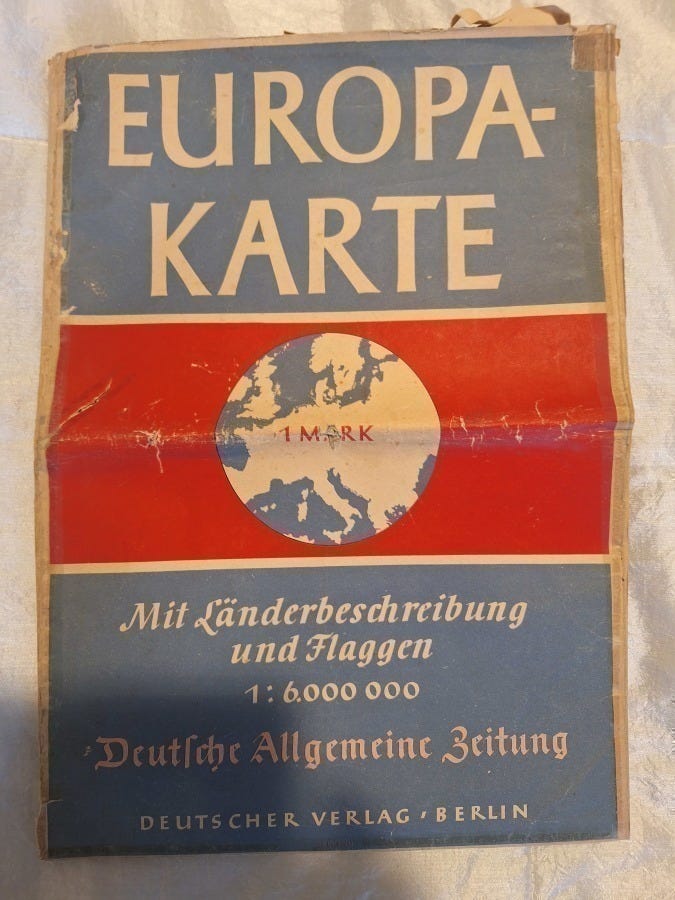 EUROPA-
KARTE
1 MARK
Mit Länderbeschreibung
und Flaggen
1:6.000 000
Deutsche Allgemeine Zeitung
DEUTSCHER VERLAG, BERLIN